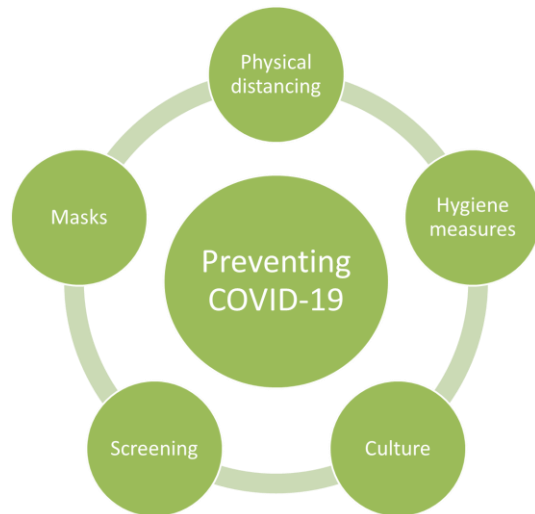 Physical
distancing
Hygiene
measures
Culture
Screening
Masks
Preventing
COVID-19